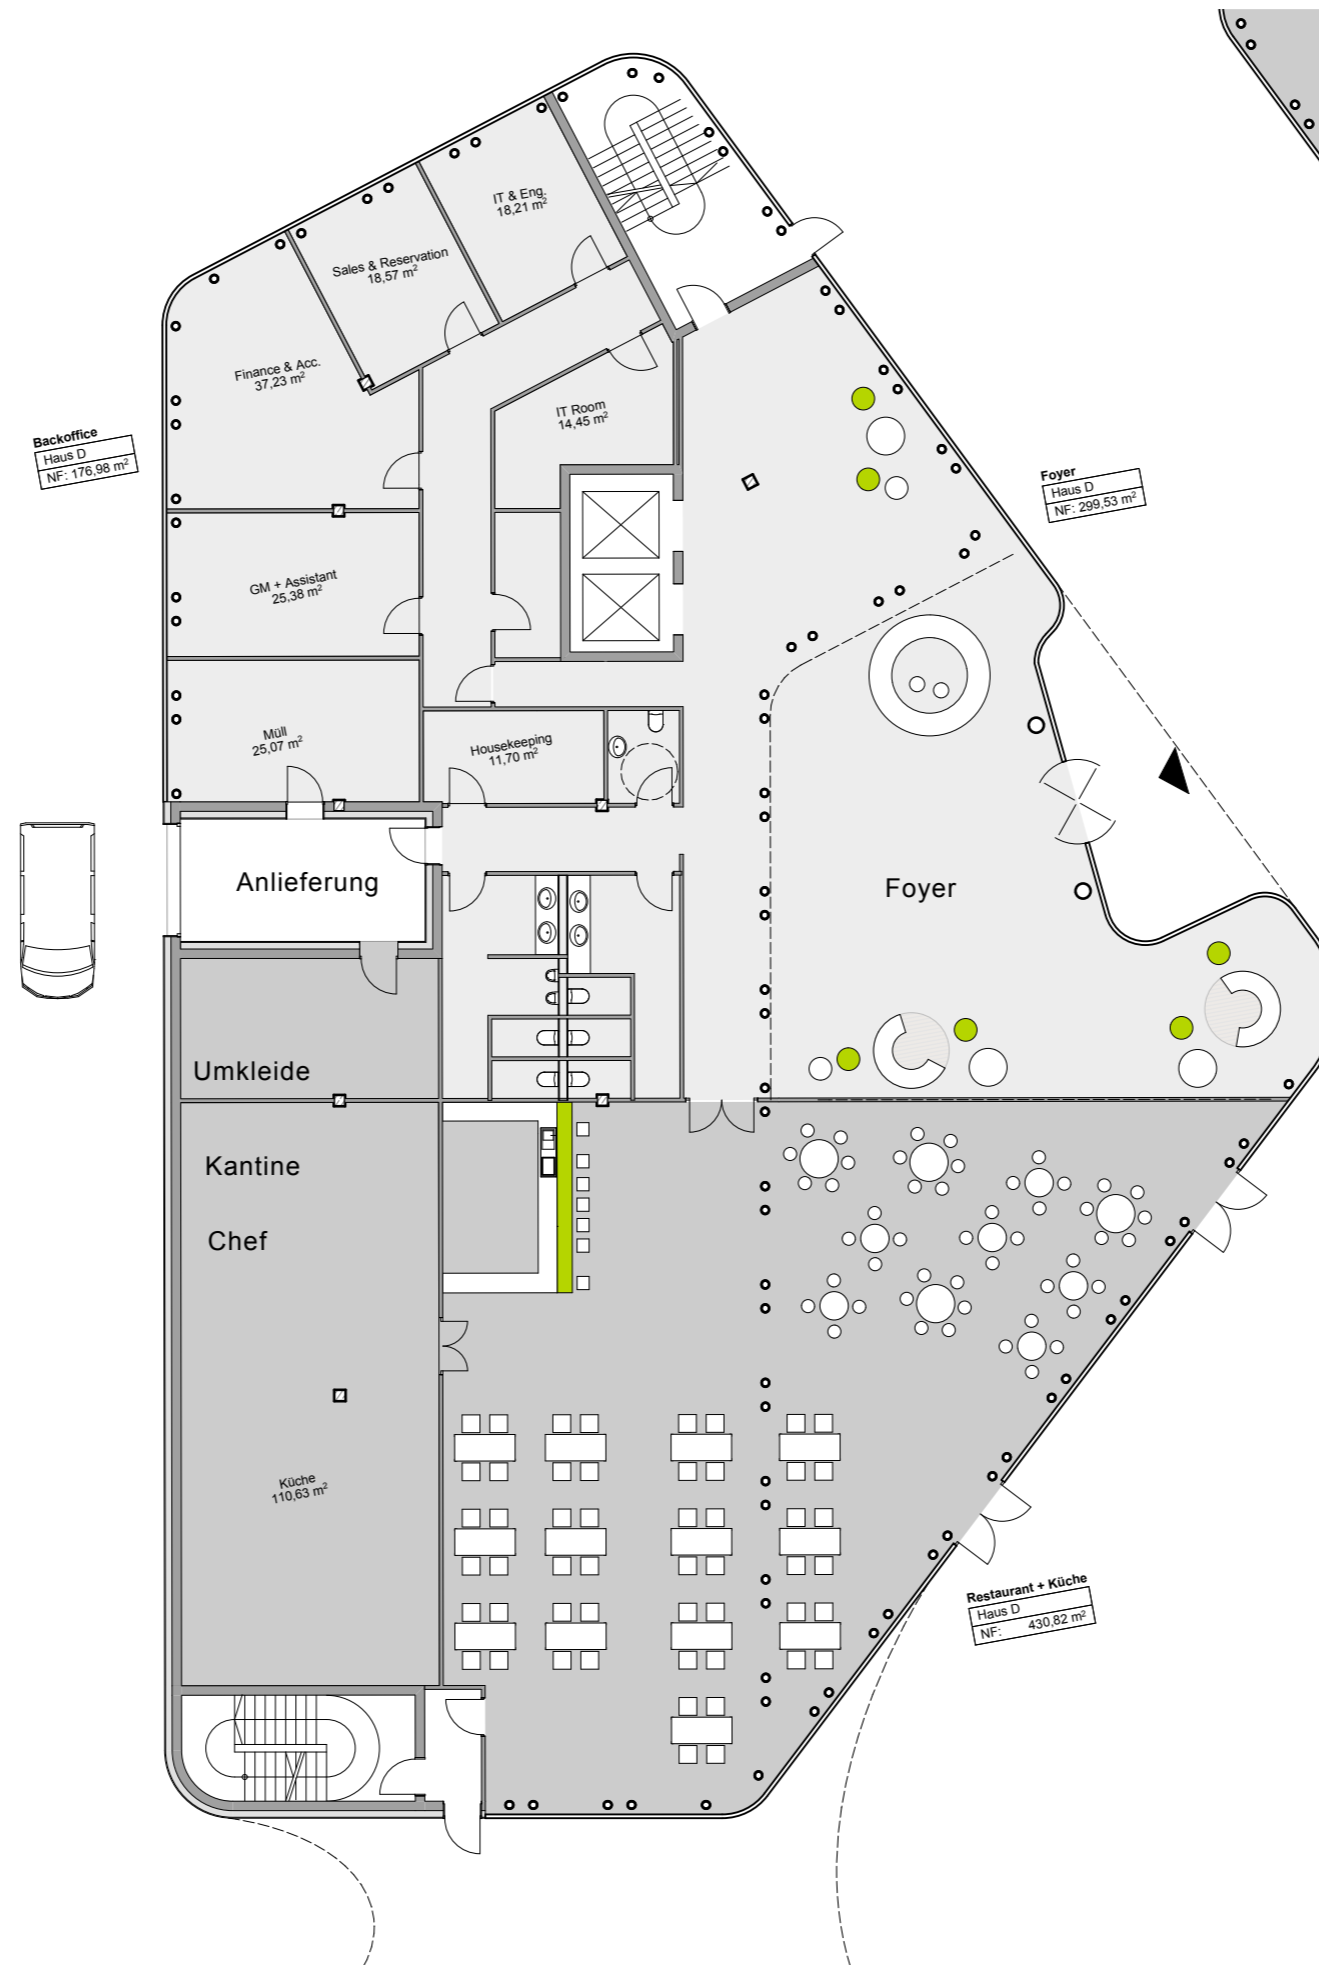 IT & Eng.
18,21 m²
Sales & Reservation
18,57 m²
Finance & Acc.
37,23 m²
IT Room
14,45 m²
Backoffice
Haus D
NF: 176,98 m²
Foyer
Haus D
NF: 299,53 m²
GM + Assistant
25,38 m²
Müll
25,07 m²
Housekeeping
11,70 m²
Anlieferung
Foyer
Umkleide
Kantine
Chef
Küche
110,63 m²
Restaurant + Küche
Haus D
NF: 430,82 m²